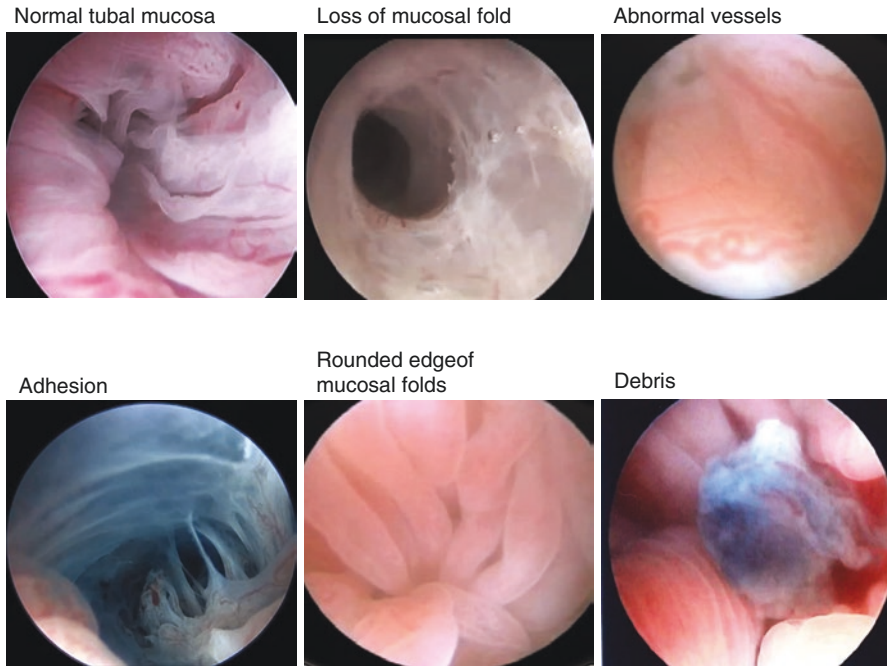 Normal tubal mucosa
Loss of mucosal fold
Abnormal vessels
Adhesion
Rounded edgeof
mucosal folds
Debris